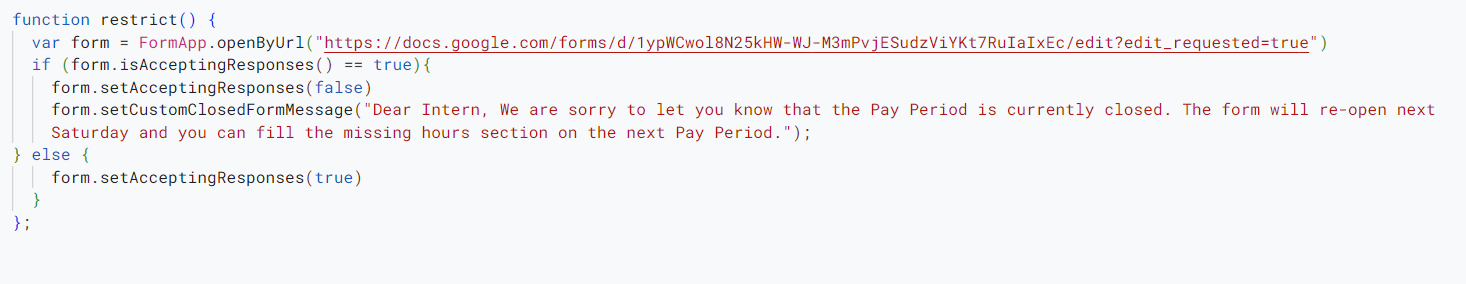 function restrict() {
var form = FormApp.openByUrl("https://docs.google.com/forms/d/1ypWCwol8N25kHW-WJ-M3mPvjESudzViYKt7RuIaIxEc/edit?edit_requested=true")
if (form.isAcceptingResponses() == true){
form.setAcceptingResponses(false)
form.setCustomClosedFormMessage("Dear Intern, We are sorry to let you know that the Pay Period is currently closed. The form will re-open next
Saturday and you can fill the missing hours section on the next Pay Period.");
} else {
form.setAcceptingResponses(true)
}
};